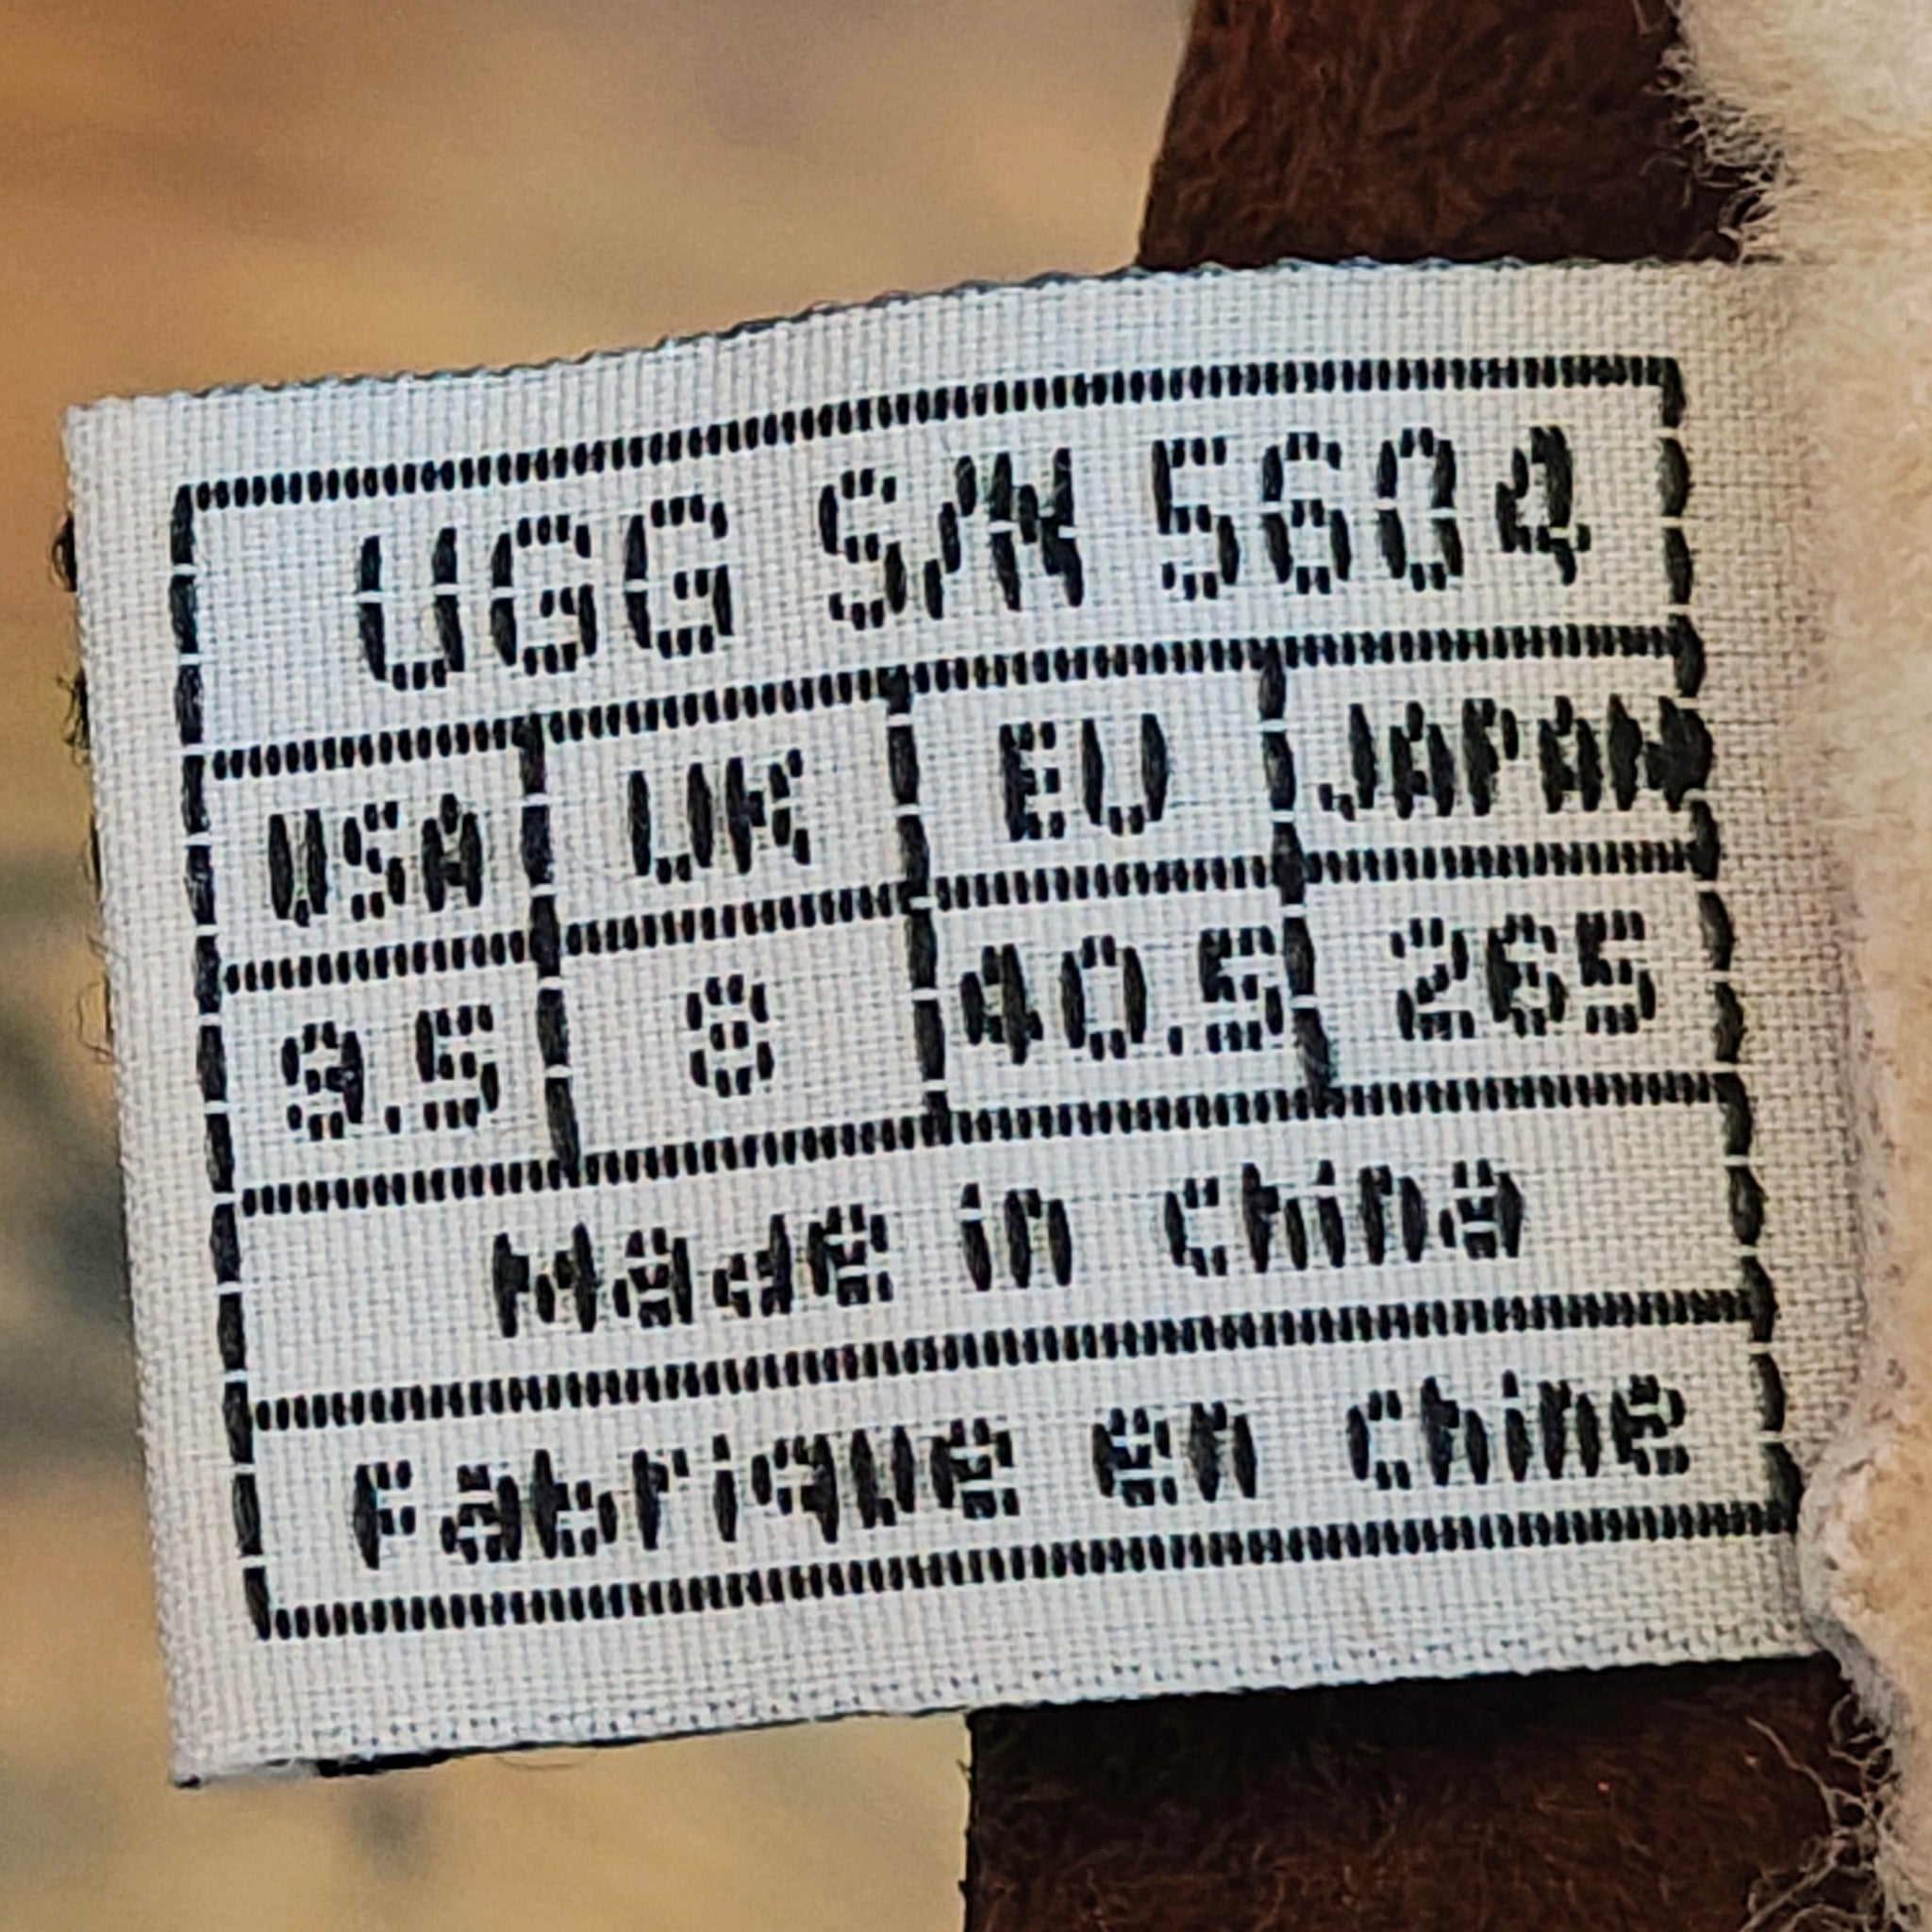 UGG S/N 5604
USA UK EU JAPAN
9.5 8 40.5 265
Made in China
Fabrique en Chine